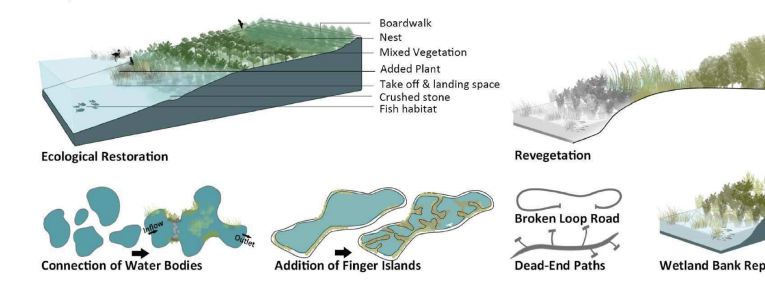 Boardwalk
Nest
Mixed Vegetation
Added Plant
Take off & landing space
Crushed stone
Fish habitat
Ecological Restoration
Revegetation
Inflow
Outlet
Connection of Water Bodies
Addition of Finger Islands
Broken Loop Road
Dead-End Paths
Wetland Bank Rep